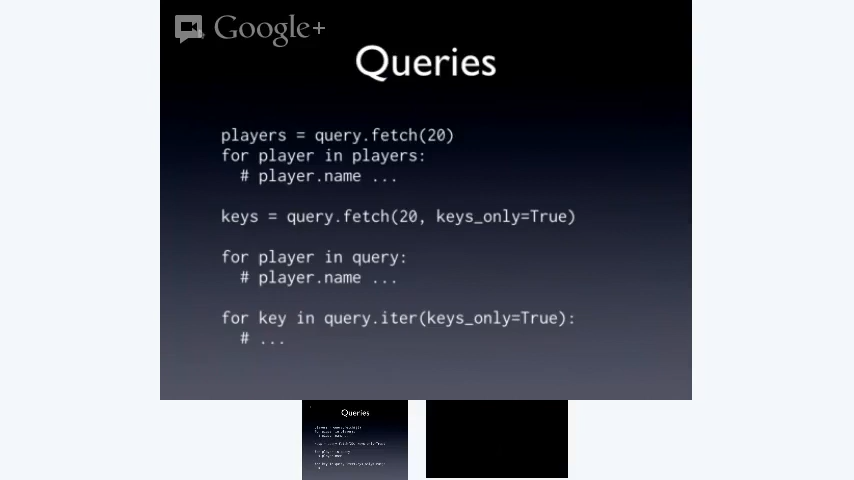 Google+
Queries
players = query.fetch(20)
for player in players:
  # player.name ...
keys = query.fetch(20, keys_only=True)
for player in query:
  # player.name ...
for key in query.iter(keys_only=True):
  # ...
Queries